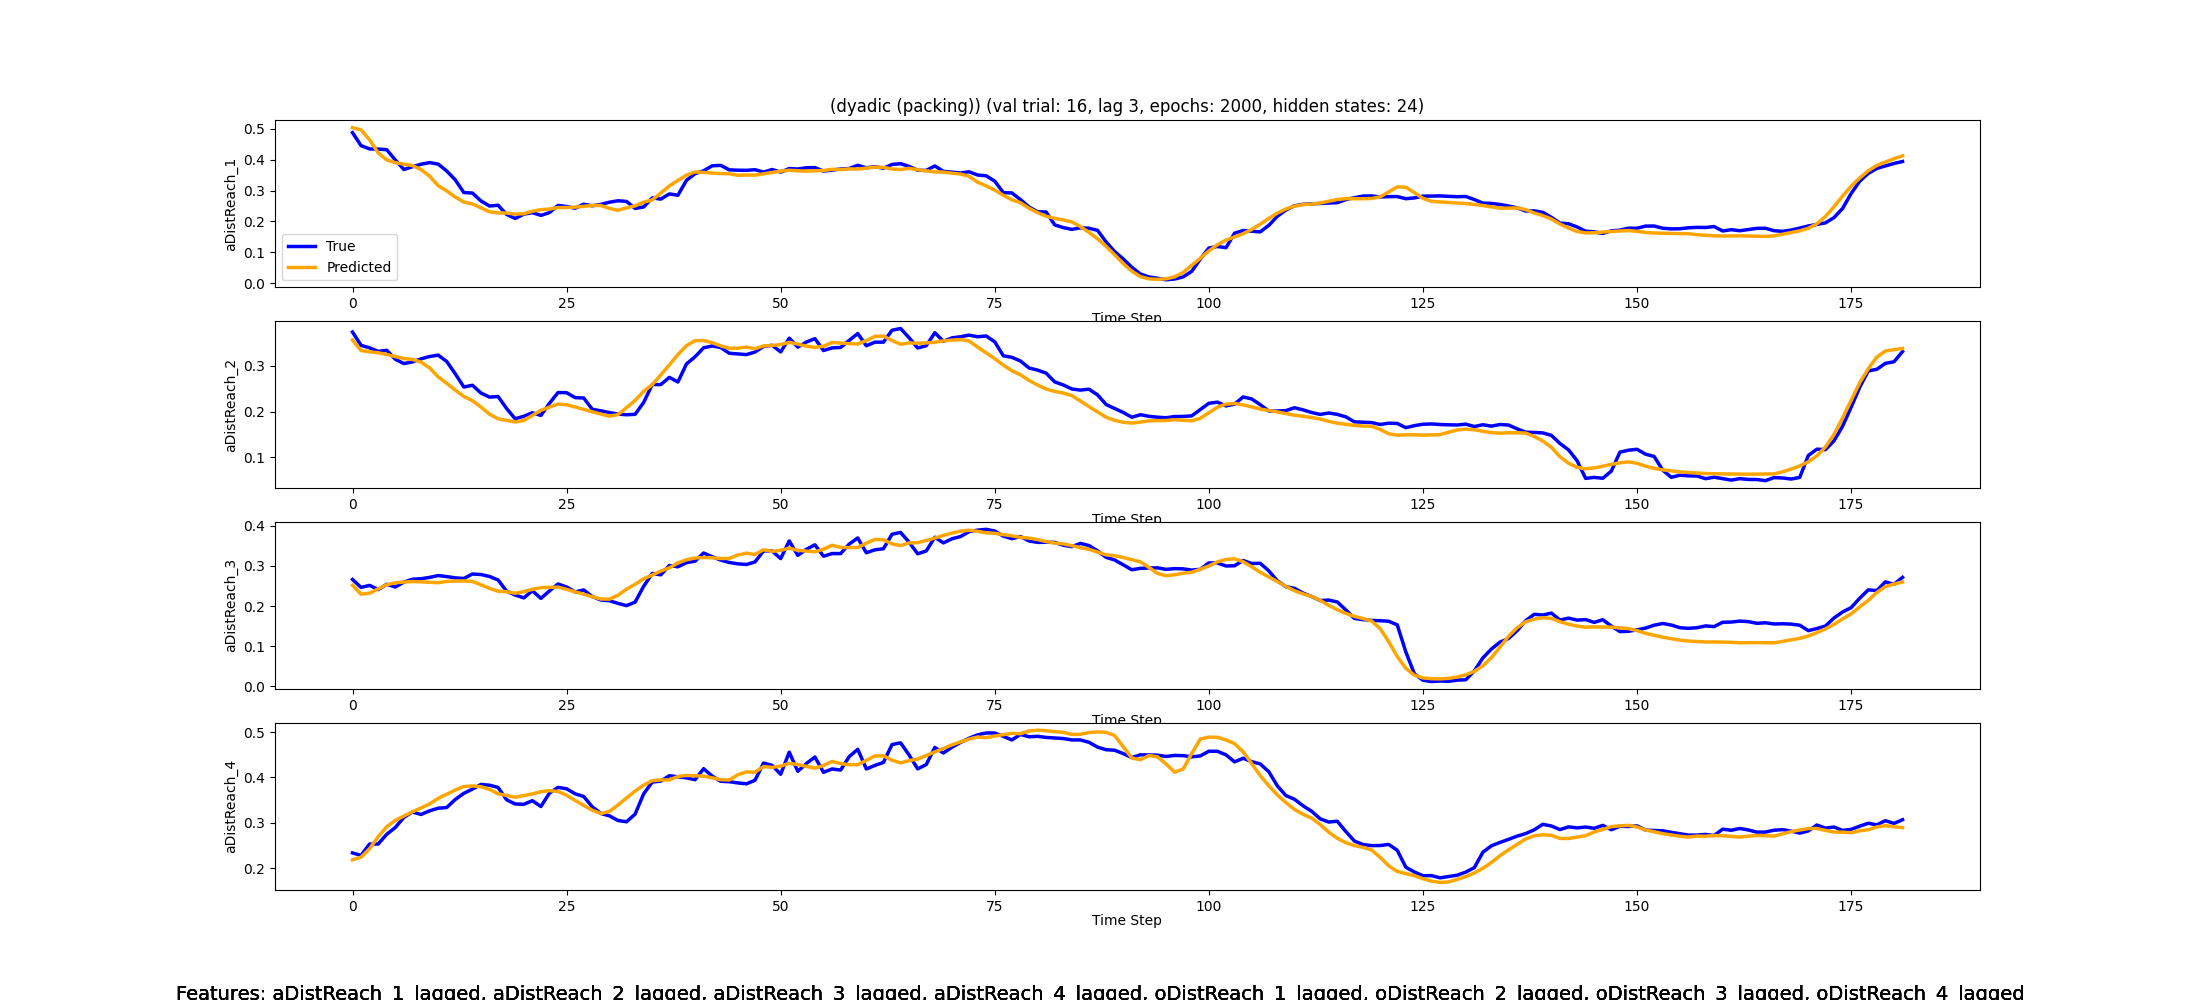 (dyadic (packing)) (val trial: 16, lag 3, epochs: 2000, hidden states: 24)
aDistReach_1
0.5
0.4
0.3
0.2
0.1
0.0
True
Predicted
0 25 50 75 100 125 150 175
Time Step
aDistReach_2
0.3
0.2
0.1
0 25 50 75 100 125 150 175
Time Step
aDistReach_3
0.4
0.3
0.2
0.1
0.0
0 25 50 75 100 125 150 175
Time Step
aDistReach_4
0.5
0.4
0.3
0.2
0 25 50 75 100 125 150 175
Time Step
Features: aDistReach_1_lagged, aDistReach_2_lagged, aDistReach_3_lagged, aDistReach_4_lagged, oDistReach_1_lagged, oDistReach_2_lagged, oDistReach_3_lagged, oDistReach_4_lagged